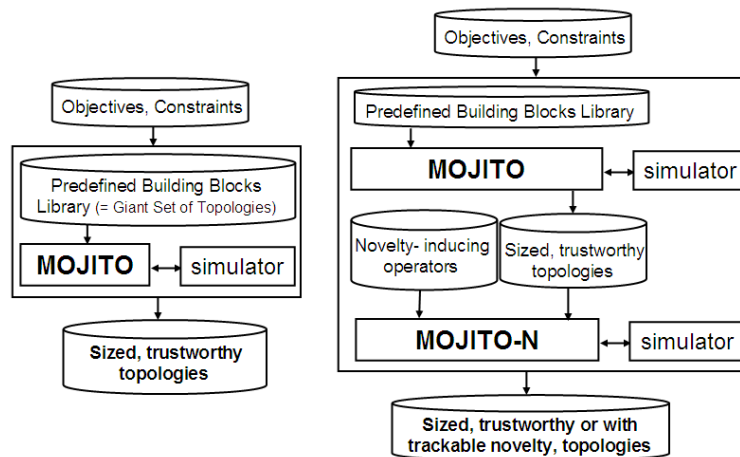 Objectives, Constraints
Predefined Building Blocks
Library (= Giant Set of Topologies)
MOJITO
simulator
Sized, trustworthy
topologies
Objectives, Constraints
Predefined Building Blocks Library
MOJITO
simulator
Novelty- inducing
operators
Sized, trustworthy
topologies
MOJITO-N
simulator
Sized, trustworthy or with
trackable novelty, topologies